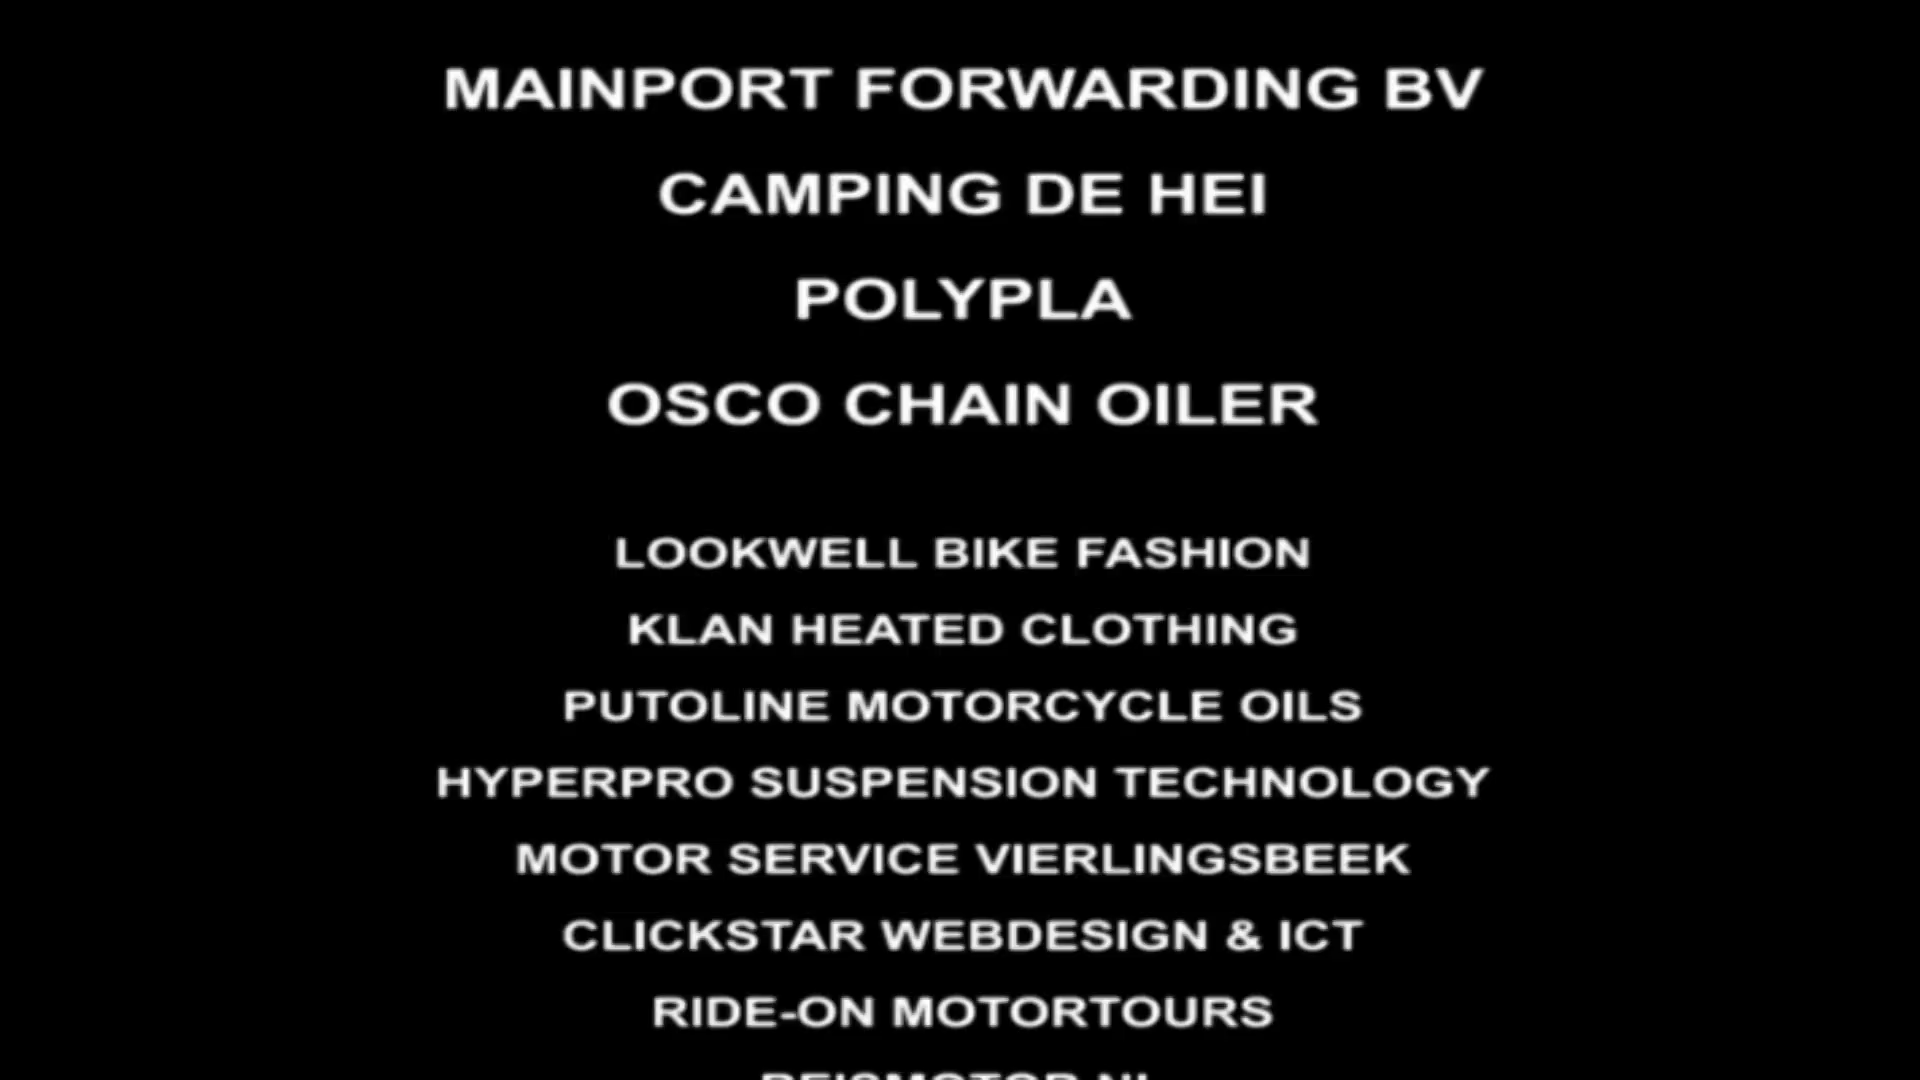 MAINPORT FORWARDING BV
CAMPING DE HEI
POLYPLA
OSCO CHAIN OILER
LOOKWELL BIKE FASHION
KLAN HEATED CLOTHING
PUTOLINE MOTORCYCLE OILS
HYPERPRO SUSPENSION TECHNOLOGY
MOTOR SERVICE VIERLINGSBEEK
CLICKSTAR WEBDESIGN & ICT
RIDE-ON MOTORTOURS